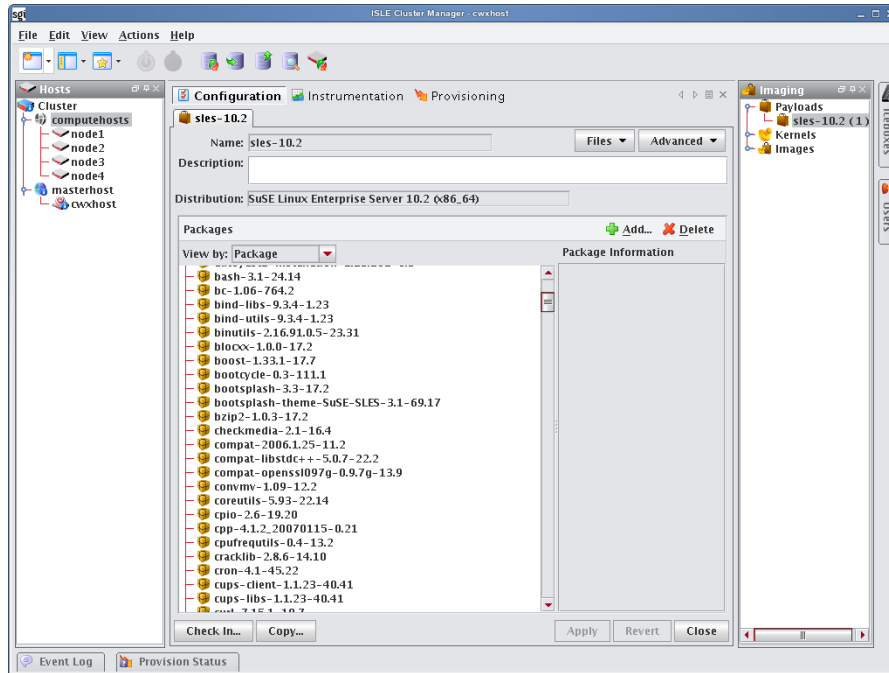 sgi
ISLE Cluster Manager - cwxhost
File Edit View Actions Help
Hosts
Cluster
computehosts
node1
node2
node3
node4
masterhost
cwxhost
Configuration Instrumentation Provisioning
sles-10.2
Name: sles-10.2
Files Advanced
Description:
Distribution: SuSE Linux Enterprise Server 10.2 (x86_64)
Packages
Add... Delete
View by: Package
Package Information
bash-3.1-24.14
bc-1.06-764.2
bind-libs-9.3.4-1.23
bind-utils-9.3.4-1.23
binutils-2.16.91.0.5-23.31
blocxx-1.0.0-17.2
boost-1.33.1-17.7
bootcycle-0.3-111.1
bootsplash-3.3-17.2
bootsplash-theme-SuSE-SLES-3.1-69.17
bzip2-1.0.3-17.2
checkmedia-2.1-16.4
compat-2006.1.25-11.2
compat-libstdc++-5.0.7-22.2
compat-openssl097g-0.9.7g-13.9
convmv-1.09-12.2
coreutils-5.93-22.14
cpio-2.6-19.20
cpp-4.1.2_20070115-0.21
cpufrequtils-0.4-13.2
cracklib-2.8.6-14.10
cron-4.1-45.22
cups-client-1.1.23-40.41
cups-libs-1.1.23-40.41
Check In... Copy...
Apply Revert Close
Imaging
Payloads
sles-10.2 (1)
Kernels
Images
Iceboxes
Users
Event Log
Provision Status